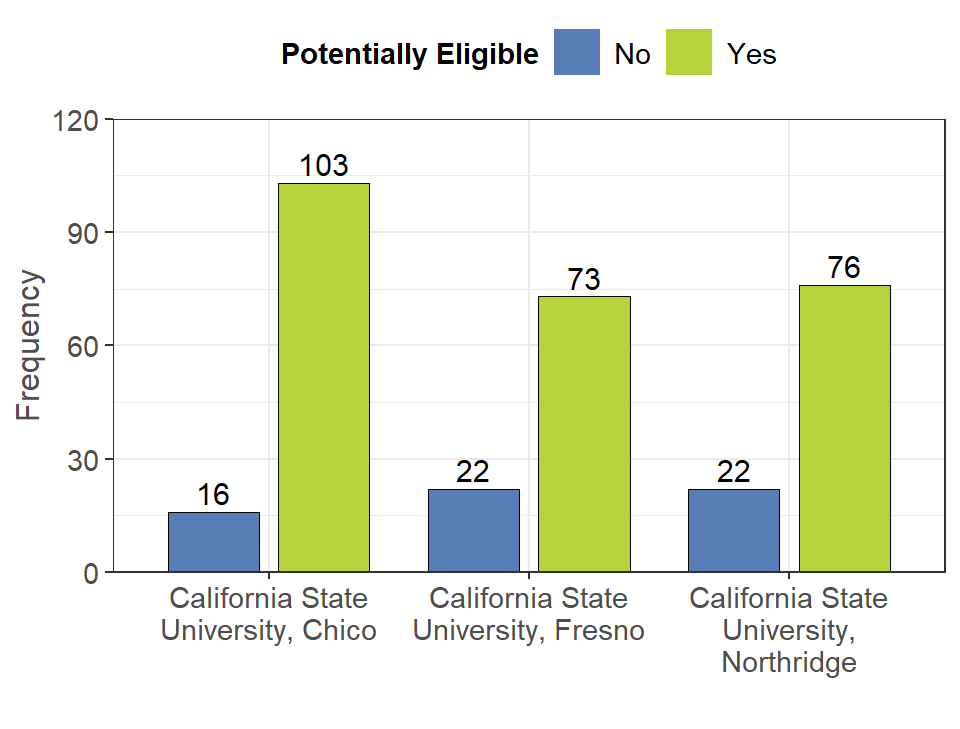 Potentially Eligible No Yes
120
90
60
30
0
Frequency
103
73
76
16
22
22
California State
University, Chico
California State
University, Fresno
California State
University,
Northridge